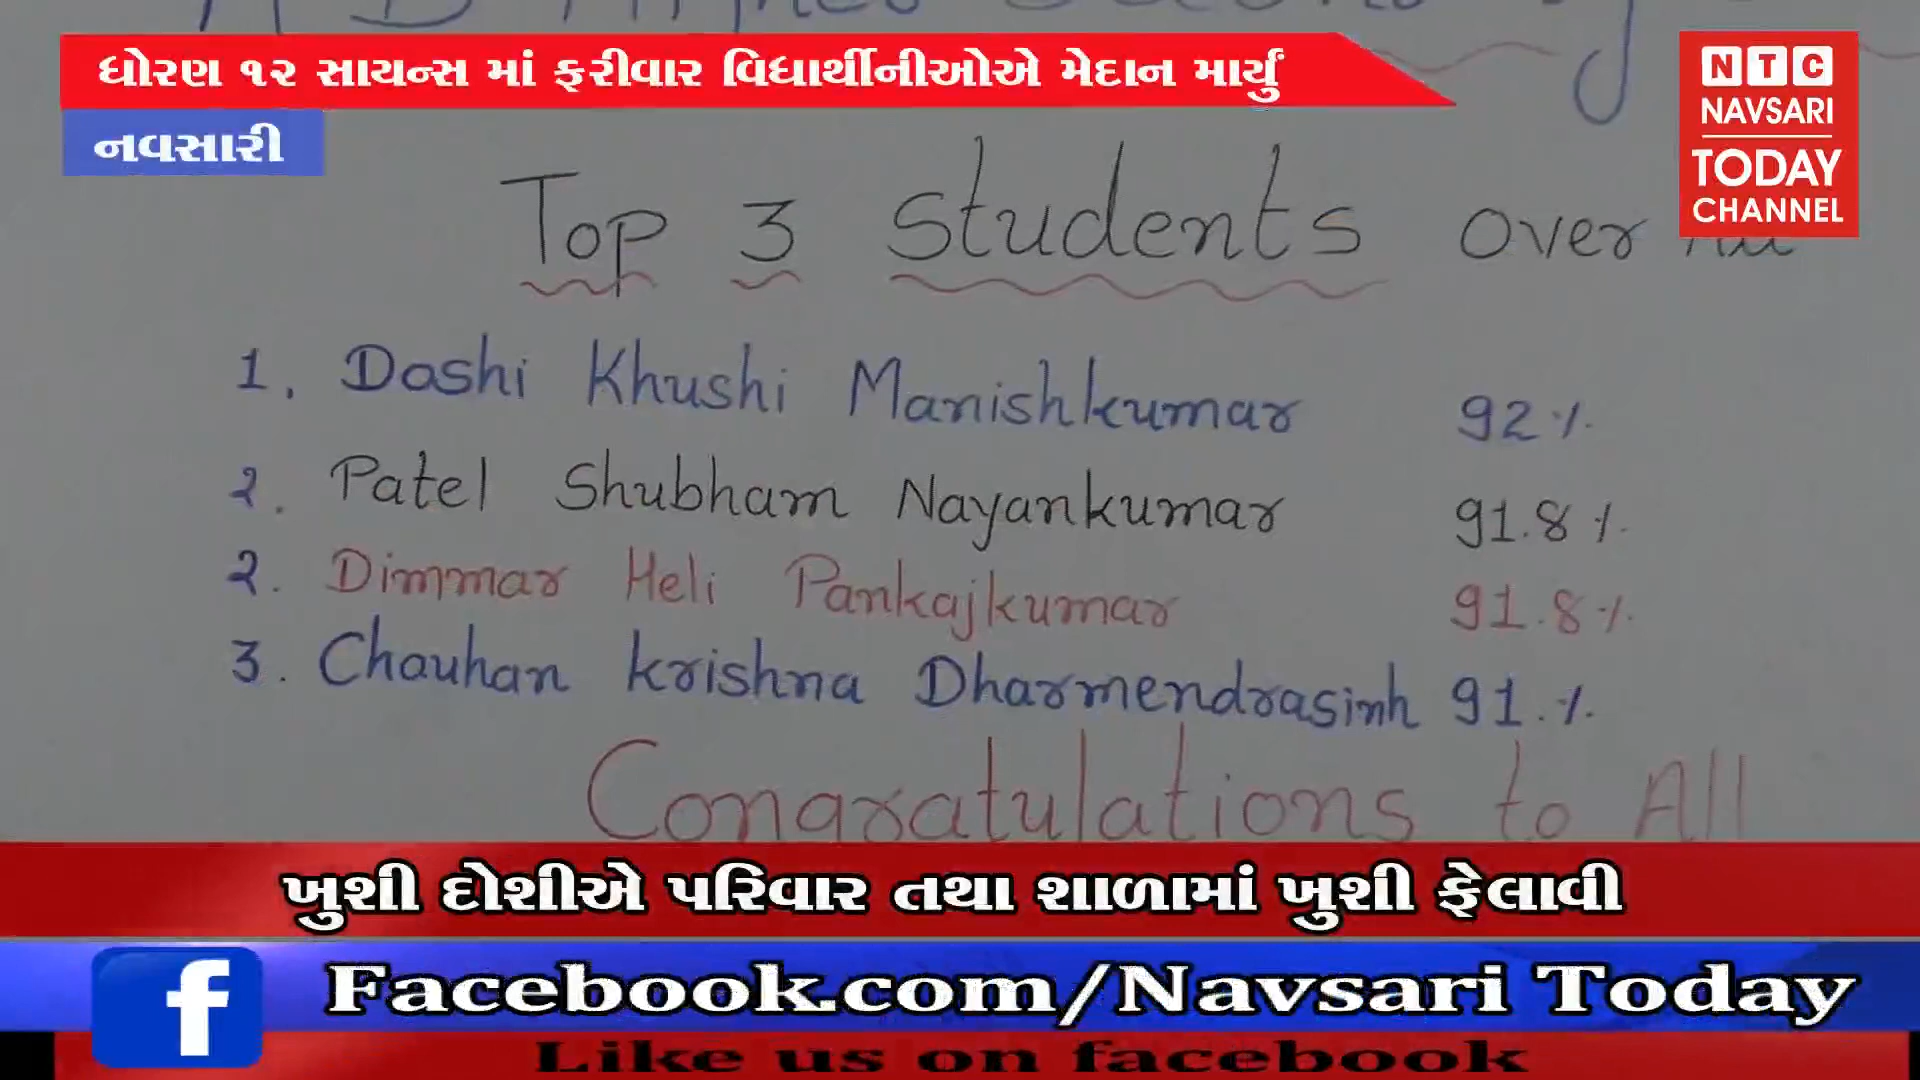 ધોરણ ૧૨ સાયન્સ માં ફરીવાર વિધાર્થીનીઓએ મેદાન માર્યું
નવસારી
NTC
NAVSARI
TODAY
CHANNEL
Top 3 Students Over
1. Doshi Khushi Manishkumar 92%
2. Patel Shubham Nayankumar 91.8%
2. Dimmar Heli Pankajkumar 91.8%
3. Chauhan Krishna Dharmendrasinh 91.%
Congratulations to All
ખુશી દોશીએ પરિવાર તથા શાળામાં ખુશી ફેલાવી
f Facebook.com/Navsari Today
Like us on facebook